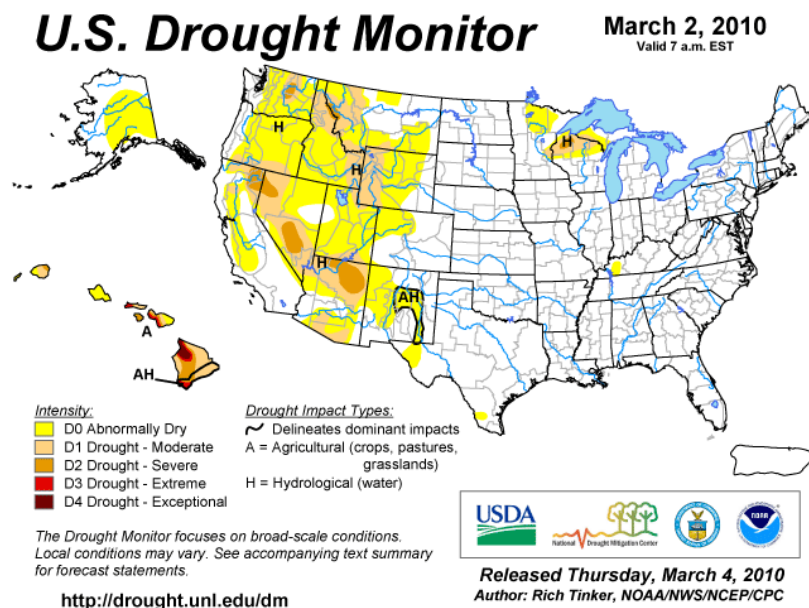 U.S. Drought Monitor
March 2, 2010
Valid 7 a.m. EST
H
H
H
H
AH
A
AH
Intensity:
D0 Abnormally Dry
D1 Drought - Moderate
D2 Drought - Severe
D3 Drought - Extreme
D4 Drought - Exceptional
Drought Impact Types:
Delineates dominant impacts
A = Agricultural (crops, pastures,
grasslands)
H = Hydrological (water)
The Drought Monitor focuses on broad-scale conditions.
Local conditions may vary. See accompanying text summary
for forecast statements.
http://drought.unl.edu/dm
USDA
National Drought Mitigation Center
NOAA
Released Thursday, March 4, 2010
Author: Rich Tinker, NOAA/NWS/NCEP/CPC